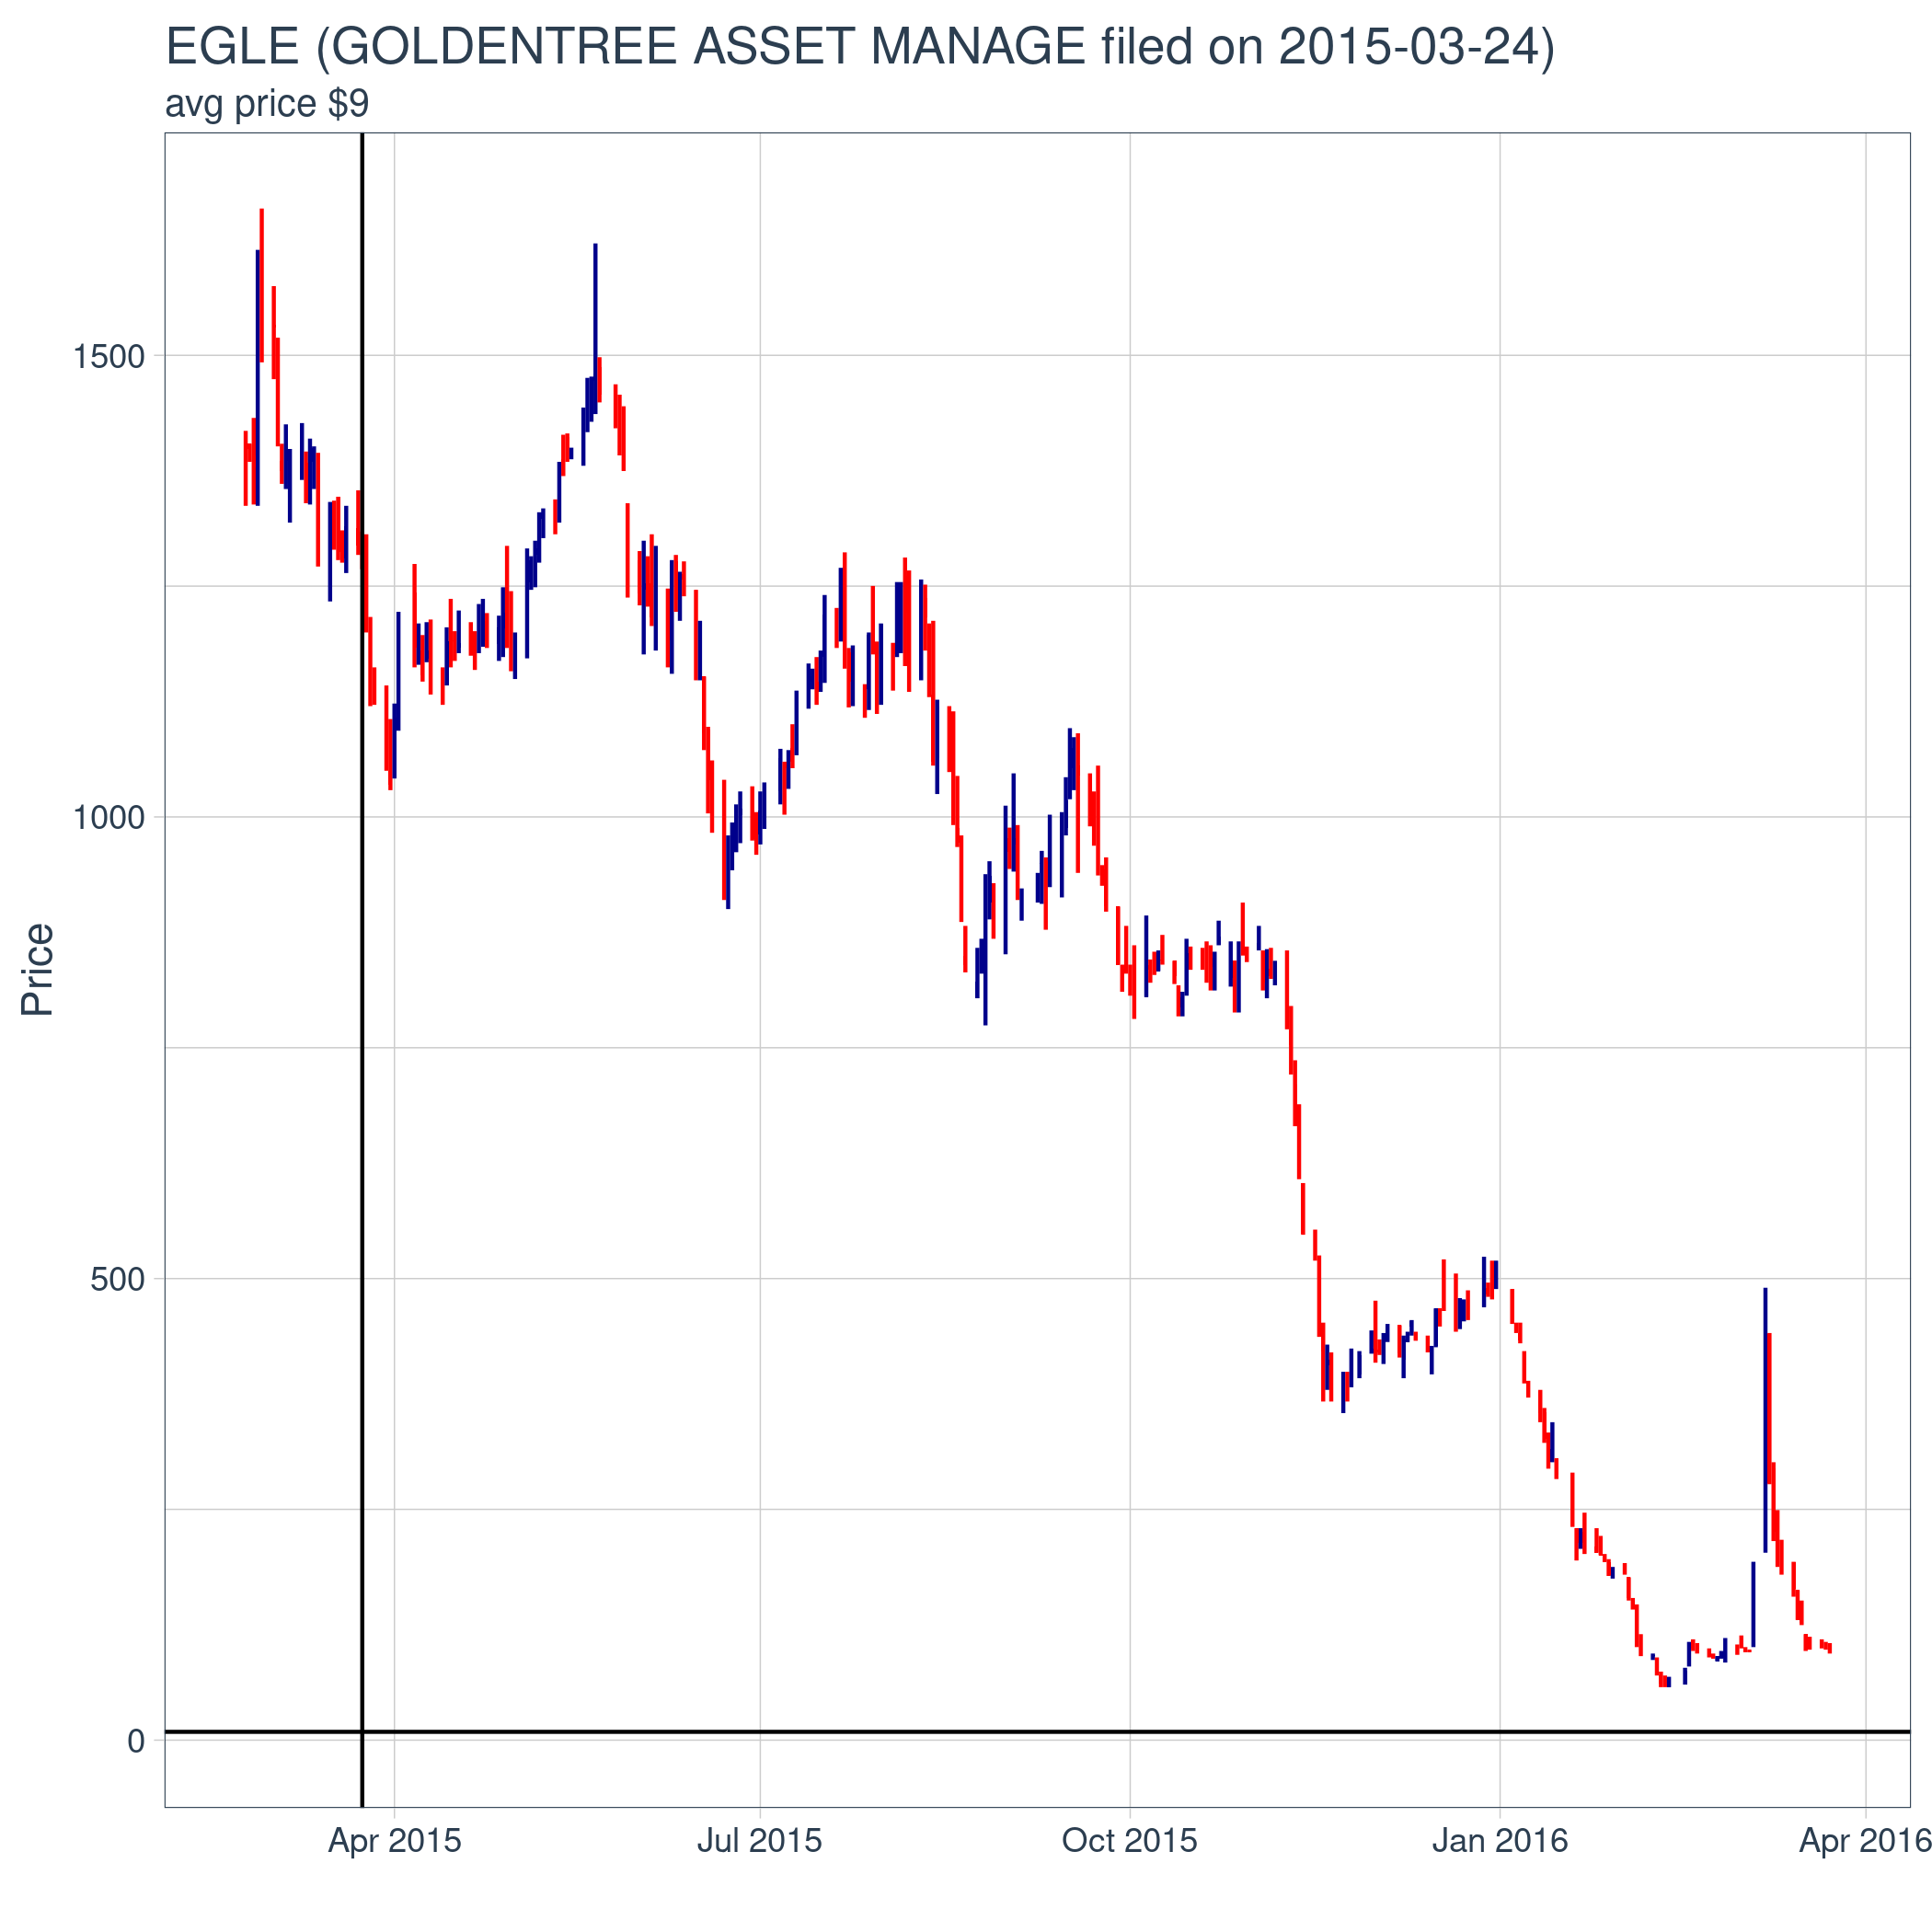 EGLE (GOLDENTREE ASSET MANAGE filed on 2015-03-24)
avg price $9
1500
1000
500
0
Price
Apr 2015
Jul 2015
Oct 2015
Jan 2016
Apr 2016